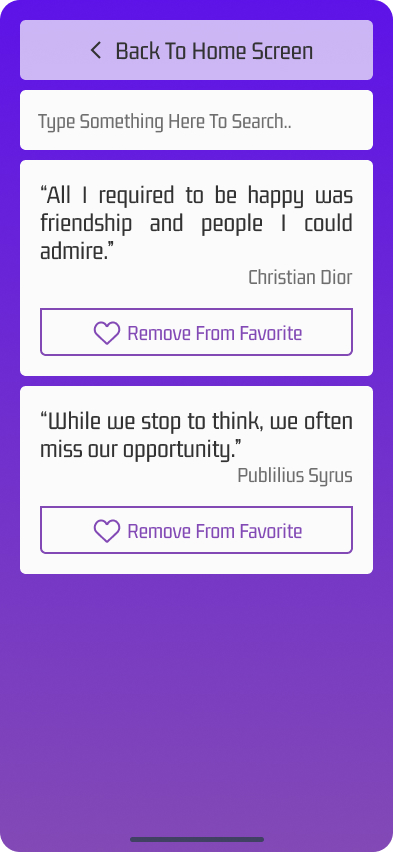 Back To Home Screen
Type Something Here To Search..
“All I required to be happy was
friendship and people I could
admire.”
Christian Dior
Remove From Favorite
“While we stop to think, we often
miss our opportunity.”
Publilius Syrus
Remove From Favorite